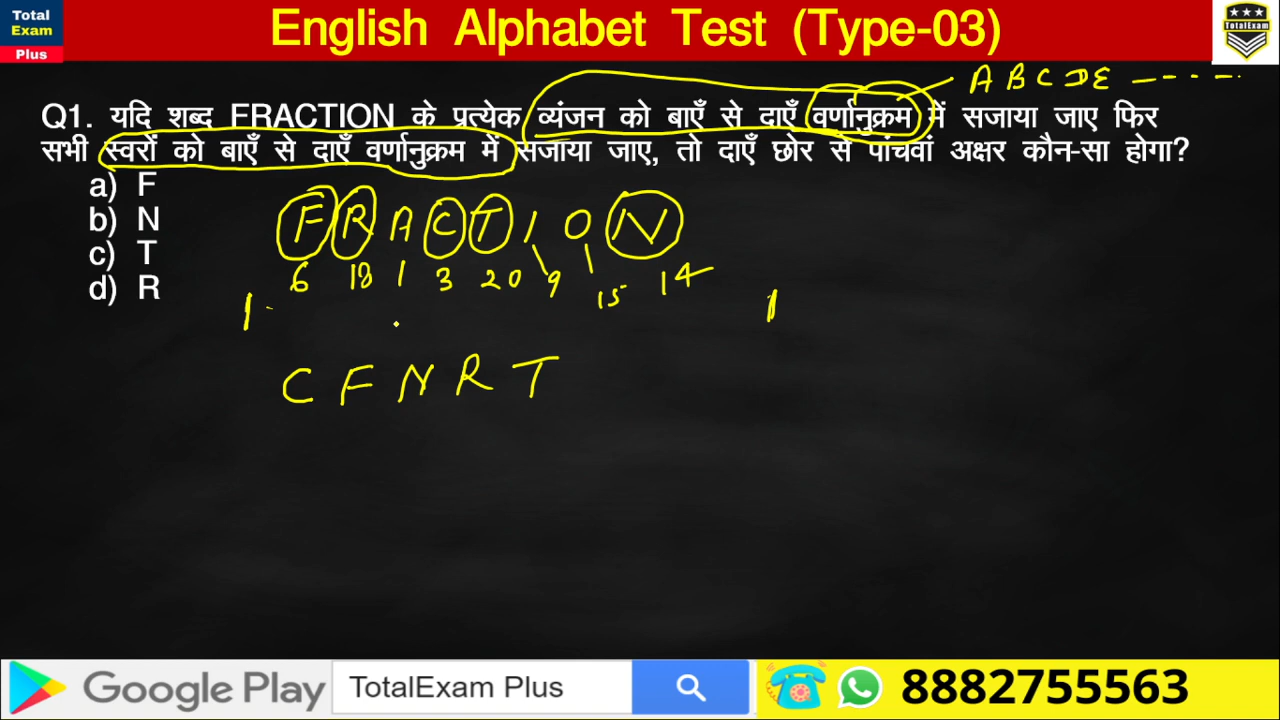 Total
Exam
Plus
English Alphabet Test (Type-03)
TotalExam
A B C D E -----
Q1. यदि शब्द FRACTION के प्रत्येक व्यंजन को बाएँ से दाएँ वर्णानुक्रम में सजाया जाए फिर
सभी स्वरों को बाएँ से दाएँ वर्णानुक्रम में सजाया जाए, तो दाएँ छोर से पांचवां अक्षर कौन-सा होगा?
a) F
b) N
c) T
d) R
F R A C T I O N
6 18 1 3 20 9 15 14
C F N R T
Google Play TotalExam Plus 8882755563